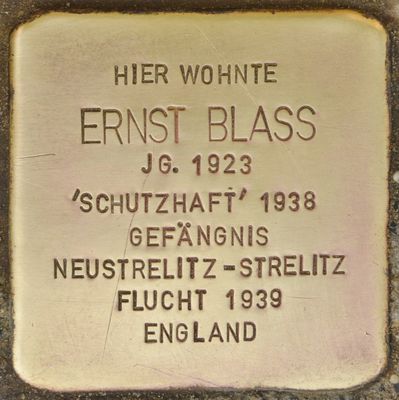 HIER WOHNTE
ERNST BLASS
JG. 1923
'SCHUTZHAFT' 1938
GEFÄNGNIS
NEUSTRELITZ-STRELITZ
FLUCHT 1939
ENGLAND